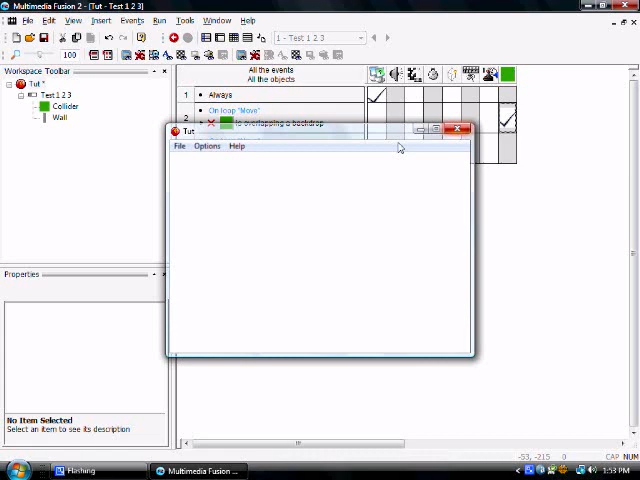 Multimedia Fusion 2 - [Tut - Test 1 2 3]
File Edit View Insert Events Run Tools Window Help
1 - Test 1 2 3
100
Workspace Toolbar
Tut *
Test 1 2 3
Collider
Wall
All the events
All the objects
1 Always
2 On loop "Move"
is overlapping a backdrop
Tut
File Options Help
Properties
No Item Selected
Select an item to see its description
-53, -215 0 CAP NUM
Flashing
Multimedia Fusion ...
1:53 PM